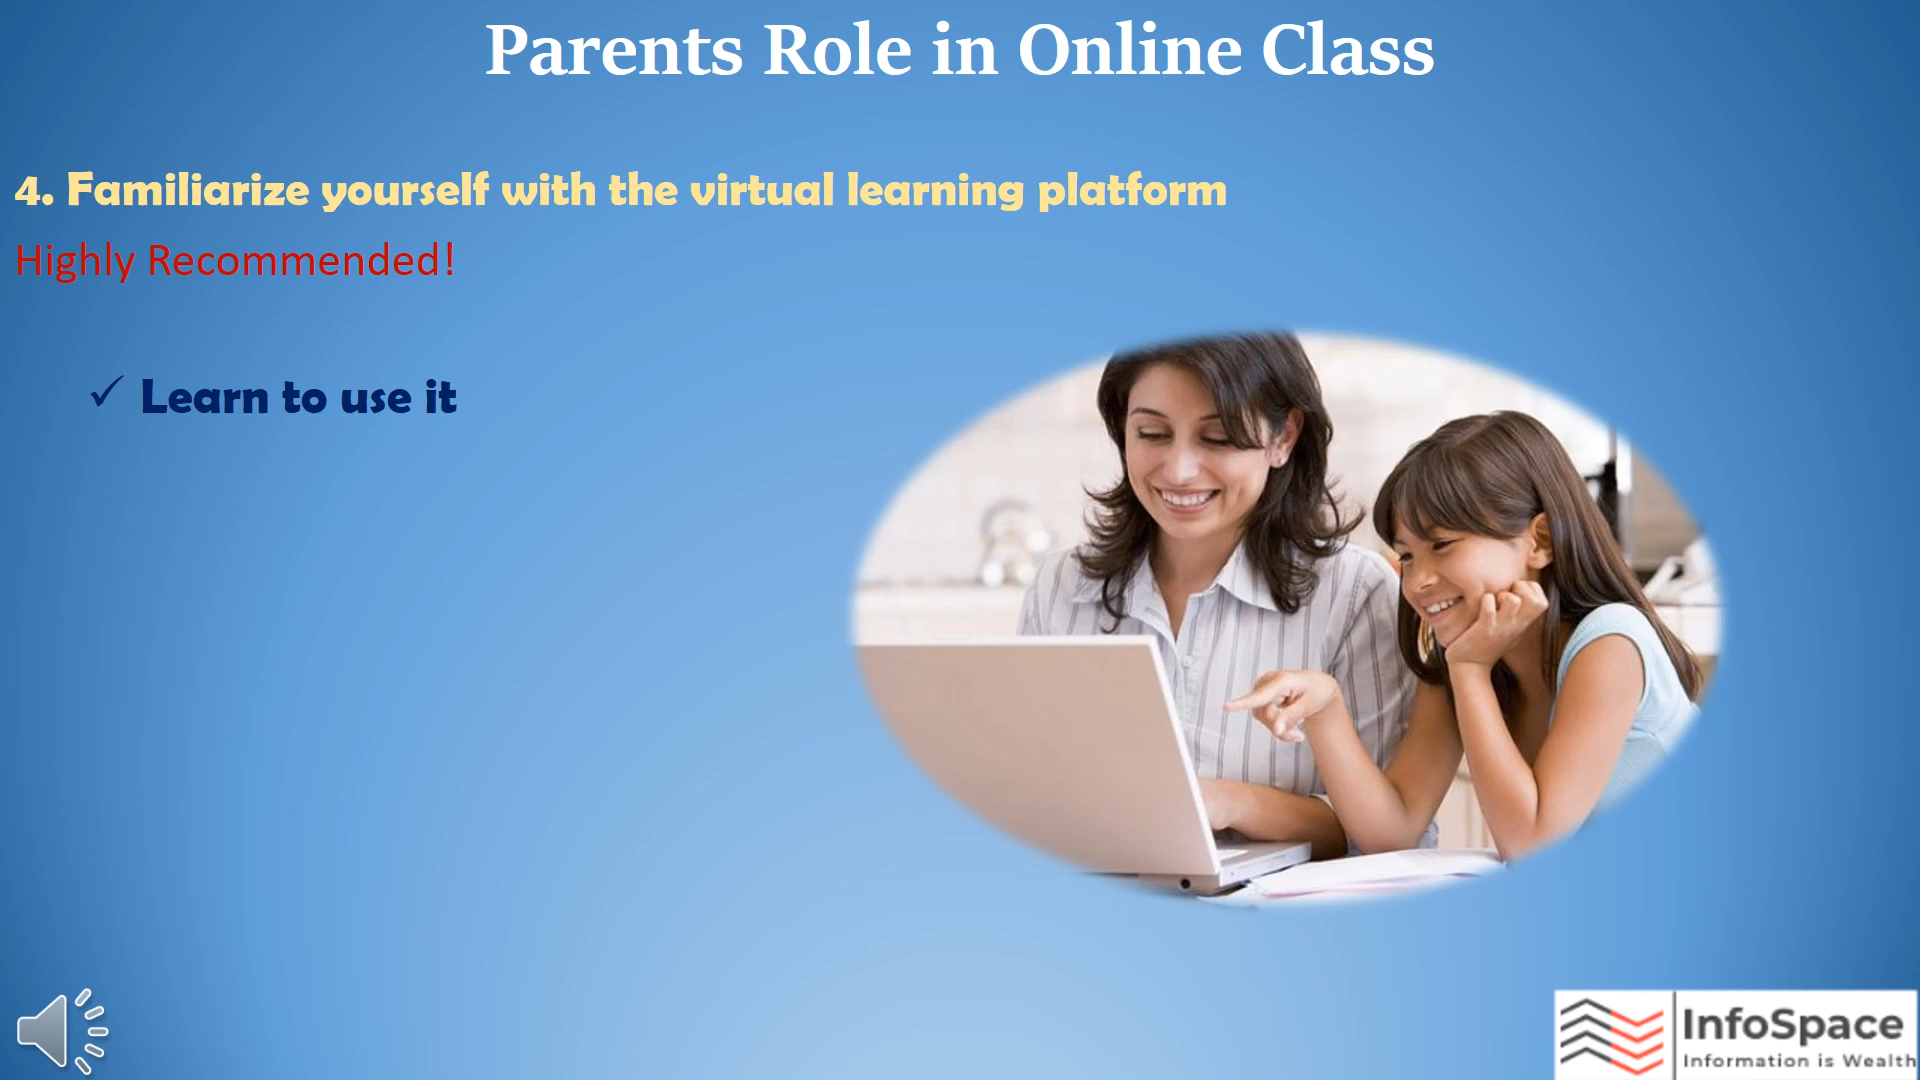 Parents Role in Online Class
4. Familiarize yourself with the virtual learning platform
Highly Recommended!
✓ Learn to use it
InfoSpace
Information is Wealth